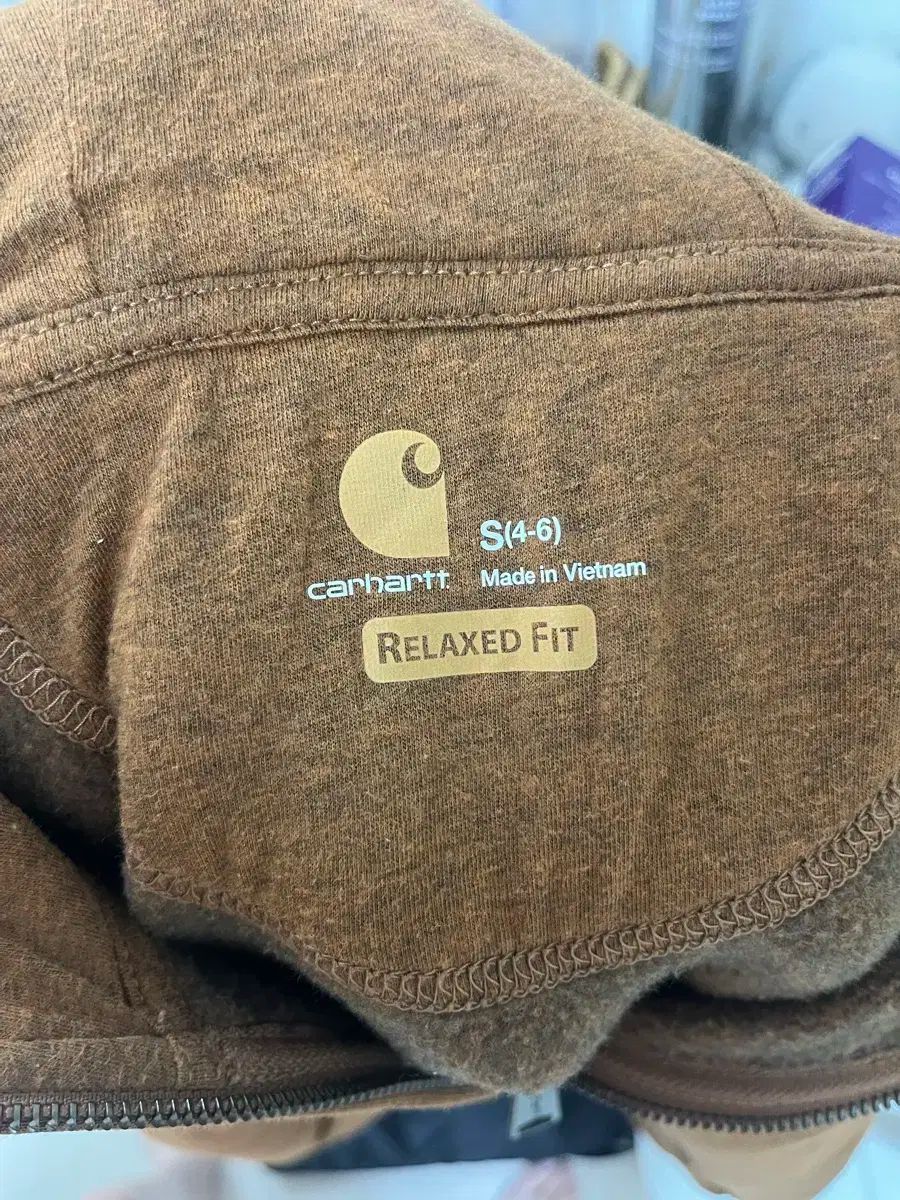 S(4-6)
carhartt
Made in Vietnam
RELAXED FIT